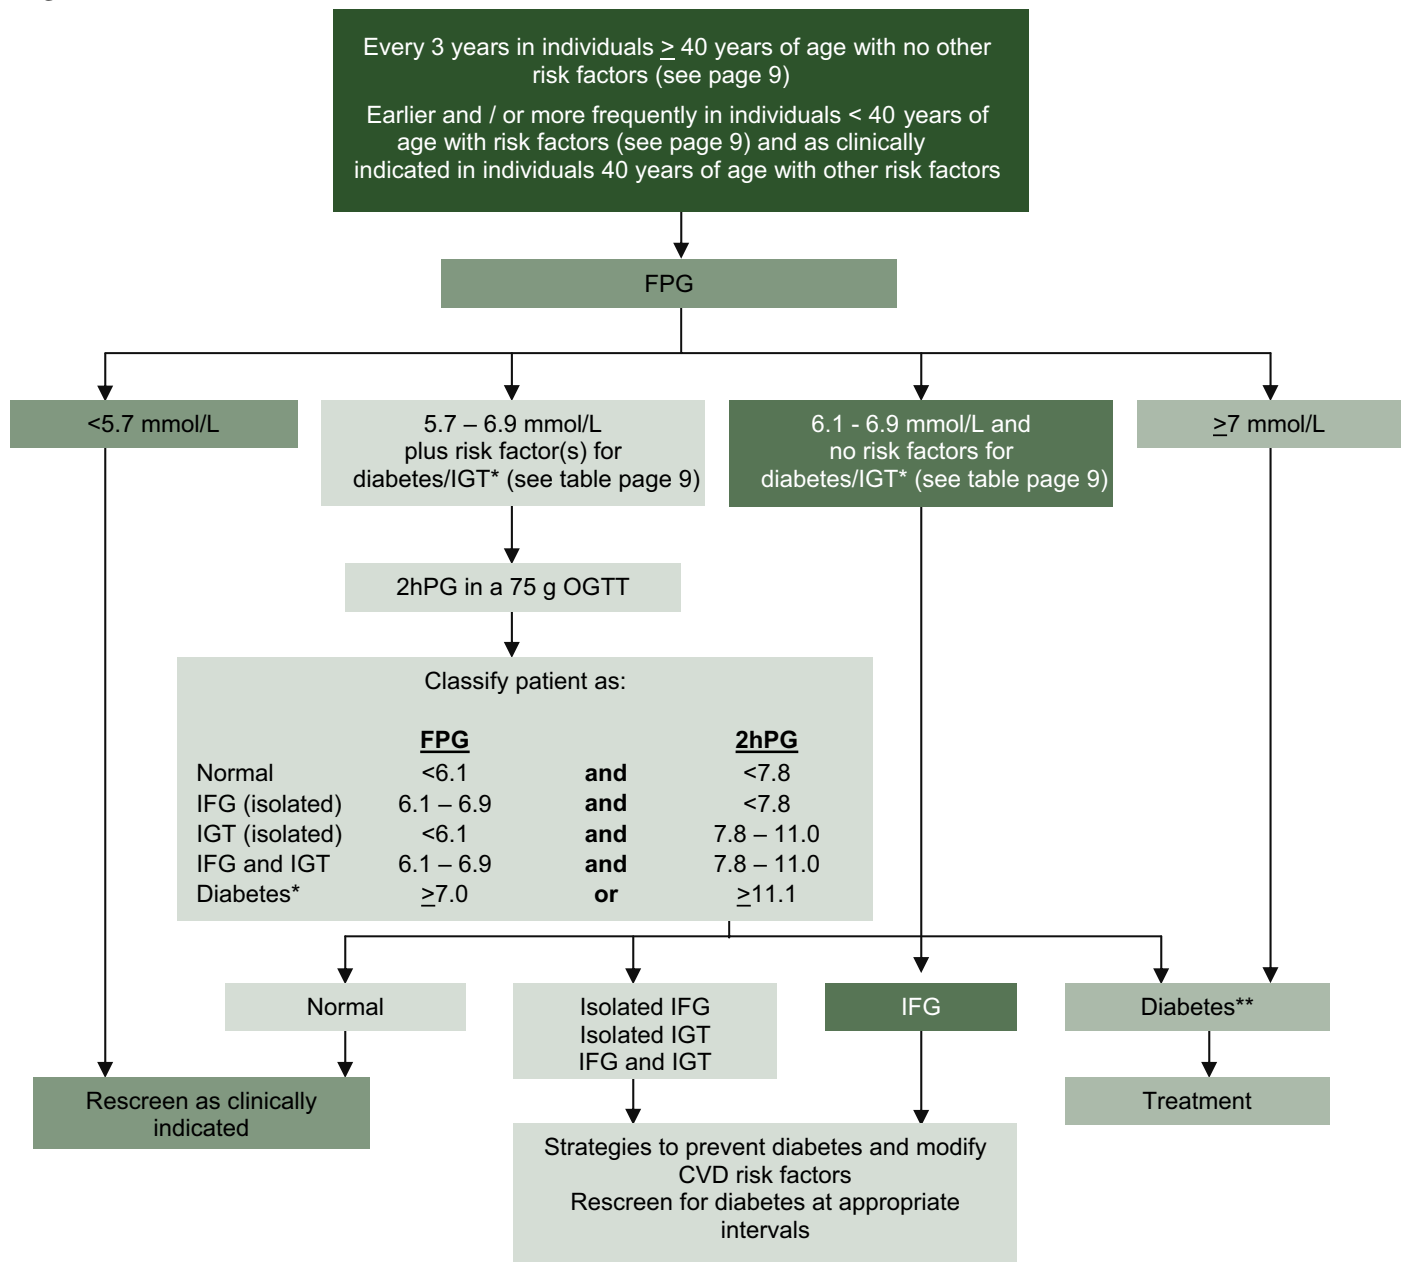 Every 3 years in individuals ≥ 40 years of age with no other
risk factors (see page 9)
Earlier and / or more frequently in individuals < 40 years of
age with risk factors (see page 9) and as clinically
indicated in individuals 40 years of age with other risk factors
FPG
<5.7 mmol/L
5.7 – 6.9 mmol/L
plus risk factor(s) for
diabetes/IGT* (see table page 9)
6.1 - 6.9 mmol/L and
no risk factors for
diabetes/IGT* (see table page 9)
≥7 mmol/L
2hPG in a 75 g OGTT
Classify patient as:
FPG 2hPG
Normal <6.1 and <7.8
IFG (isolated) 6.1 – 6.9 and <7.8
IGT (isolated) <6.1 and 7.8 – 11.0
IFG and IGT 6.1 – 6.9 and 7.8 – 11.0
Diabetes* ≥7.0 or ≥11.1
Normal
Isolated IFG
Isolated IGT
IFG and IGT
IFG
Diabetes**
Rescreen as clinically
indicated
Treatment
Strategies to prevent diabetes and modify
CVD risk factors
Rescreen for diabetes at appropriate
intervals